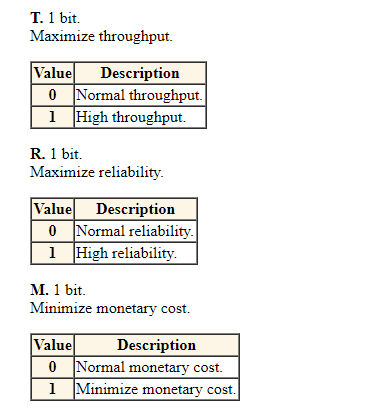 T. 1 bit.
Maximize throughput.
Value Description
0 Normal throughput.
1 High throughput.
R. 1 bit.
Maximize reliability.
Value Description
0 Normal reliability.
1 High reliability.
M. 1 bit.
Minimize monetary cost.
Value Description
0 Normal monetary cost.
1 Minimize monetary cost.